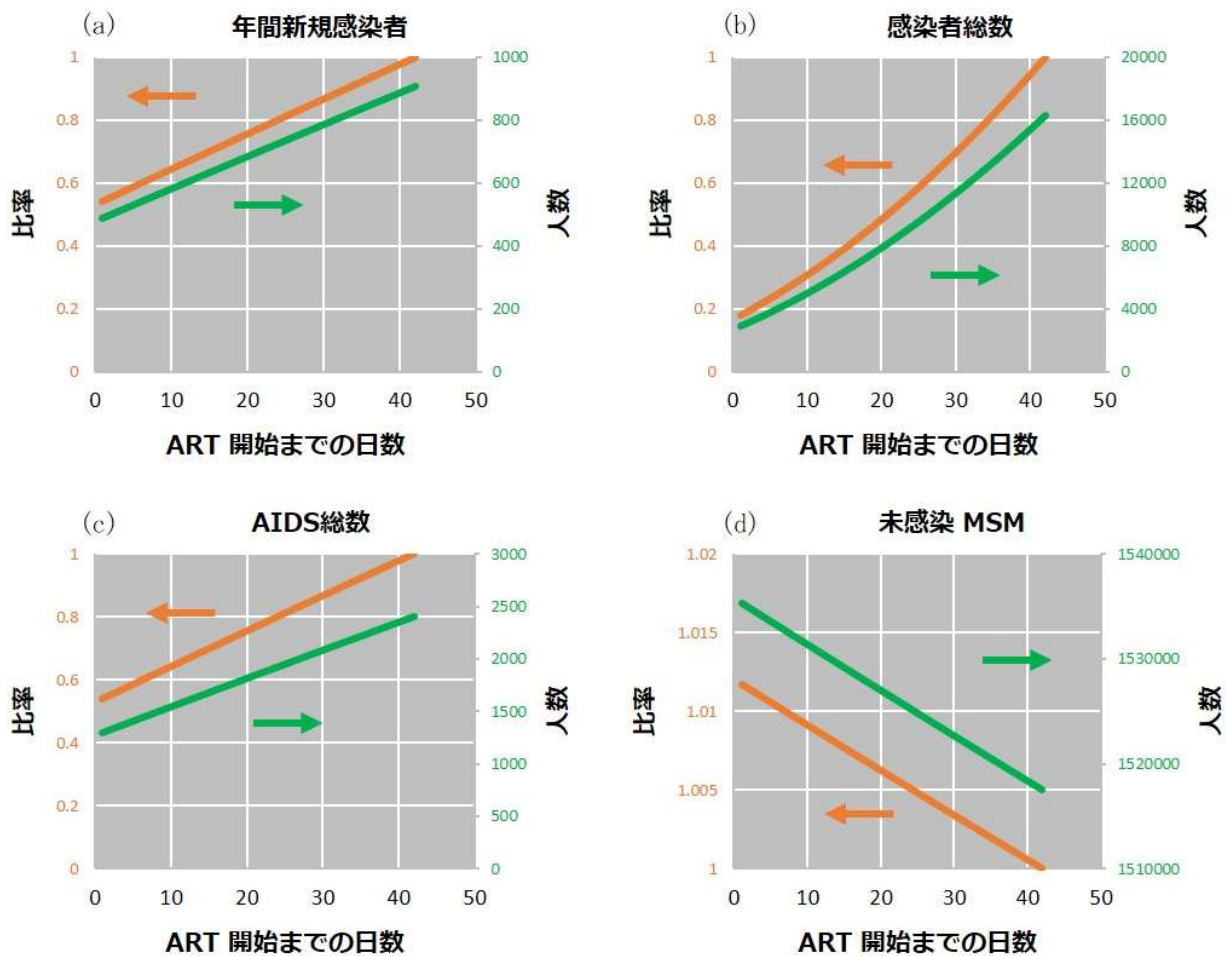 (a) 年間新規感染者
1 1000
0.8 800
0.6 600
0.4 400
0.2 200
0 0
比率
人数
0 10 20 30 40 50
ART 開始までの日数
(b) 感染者総数
1 20000
0.8 16000
0.6 12000
0.4 8000
0.2 4000
0 0
比率
人数
0 10 20 30 40 50
ART 開始までの日数
(c) AIDS総数
1 3000
0.8 2500
0.6 2000
0.4 1500
0.2 1000
0 500
0
比率
人数
0 10 20 30 40 50
ART 開始までの日数
(d) 未感染 MSM
1.02 1540000
1.015 1530000
1.01 1520000
1.005 1510000
1
比率
人数
0 10 20 30 40 50
ART 開始までの日数